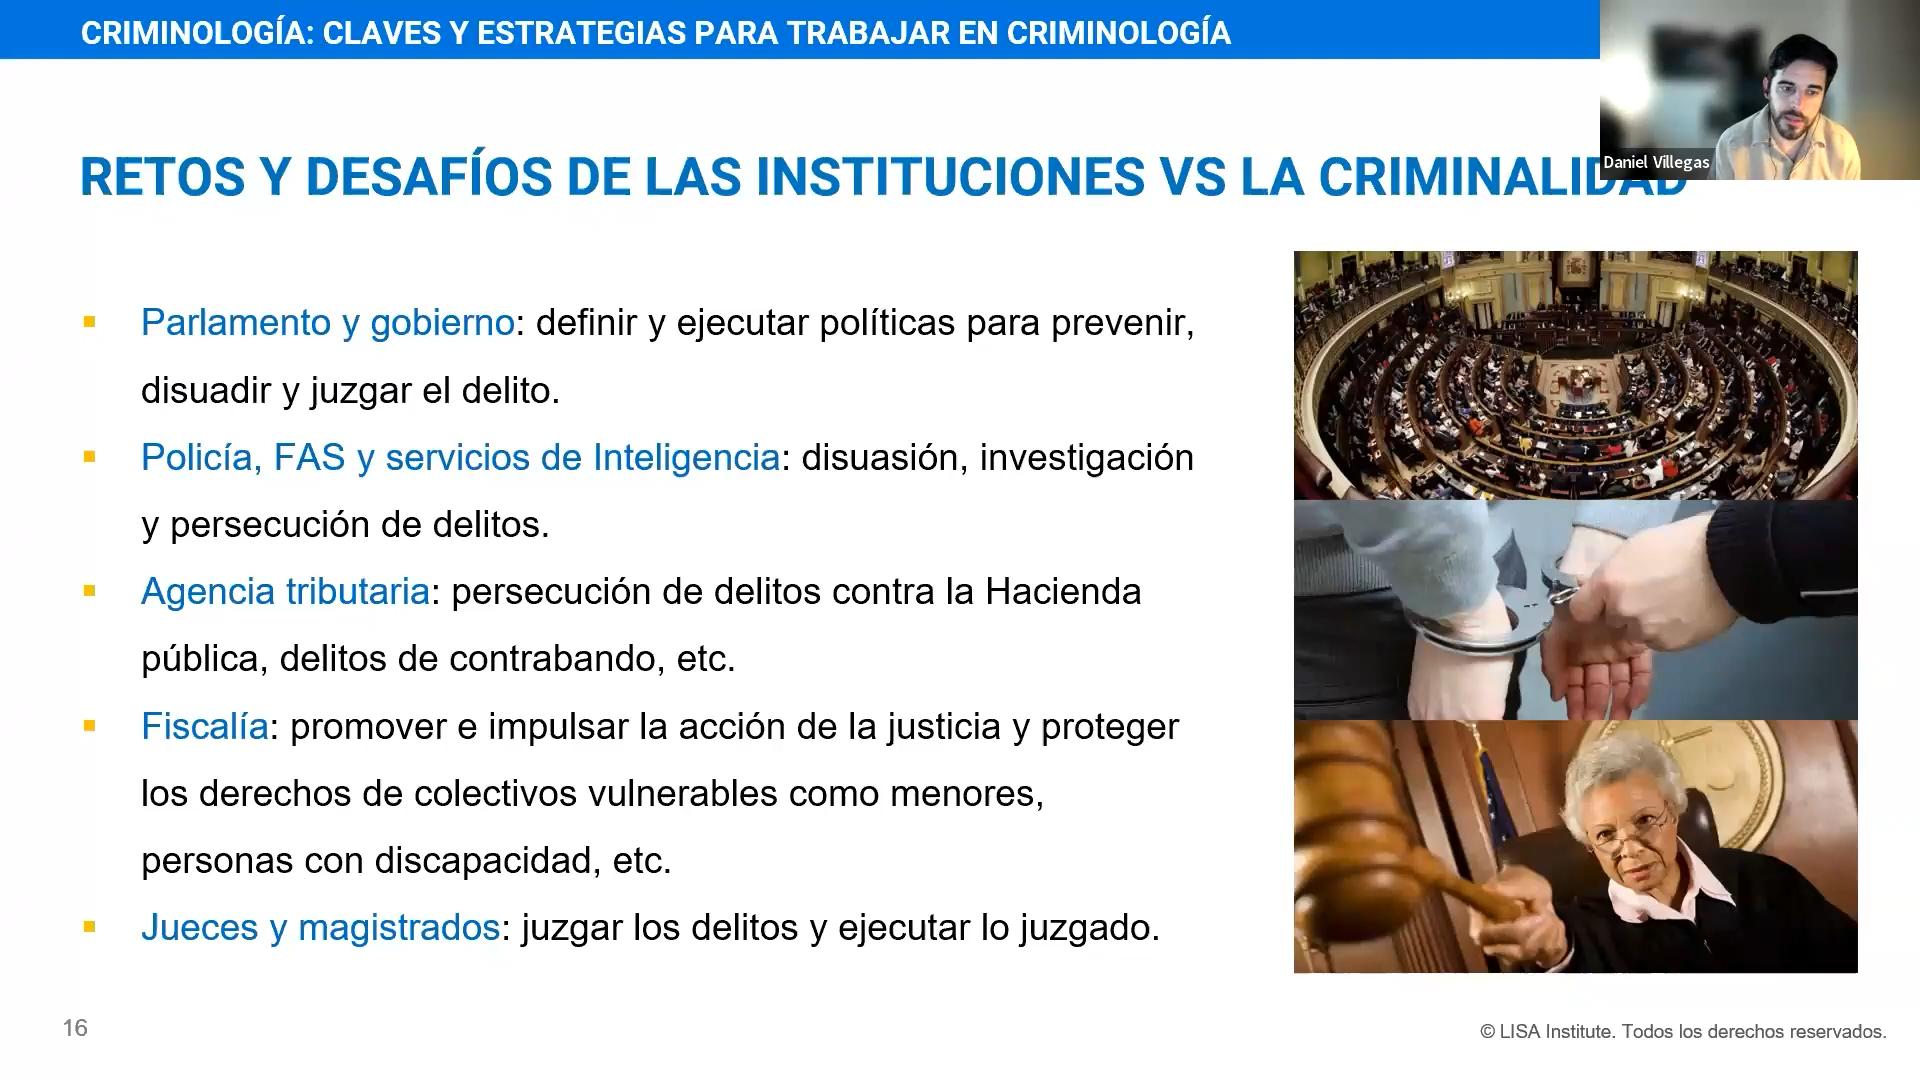 CRIMINOLOGÍA: CLAVES Y ESTRATEGIAS PARA TRABAJAR EN CRIMINOLOGÍA
Daniel Villegas
RETOS Y DESAFÍOS DE LAS INSTITUCIONES VS LA CRIMINALIDAD
Parlamento y gobierno: definir y ejecutar políticas para prevenir,
disuadir y juzgar el delito.
Policía, FAS y servicios de Inteligencia: disuasión, investigación
y persecución de delitos.
Agencia tributaria: persecución de delitos contra la Hacienda
pública, delitos de contrabando, etc.
Fiscalía: promover e impulsar la acción de la justicia y proteger
los derechos de colectivos vulnerables como menores,
personas con discapacidad, etc.
Jueces y magistrados: juzgar los delitos y ejecutar lo juzgado.
16
© LISA Institute. Todos los derechos reservados.